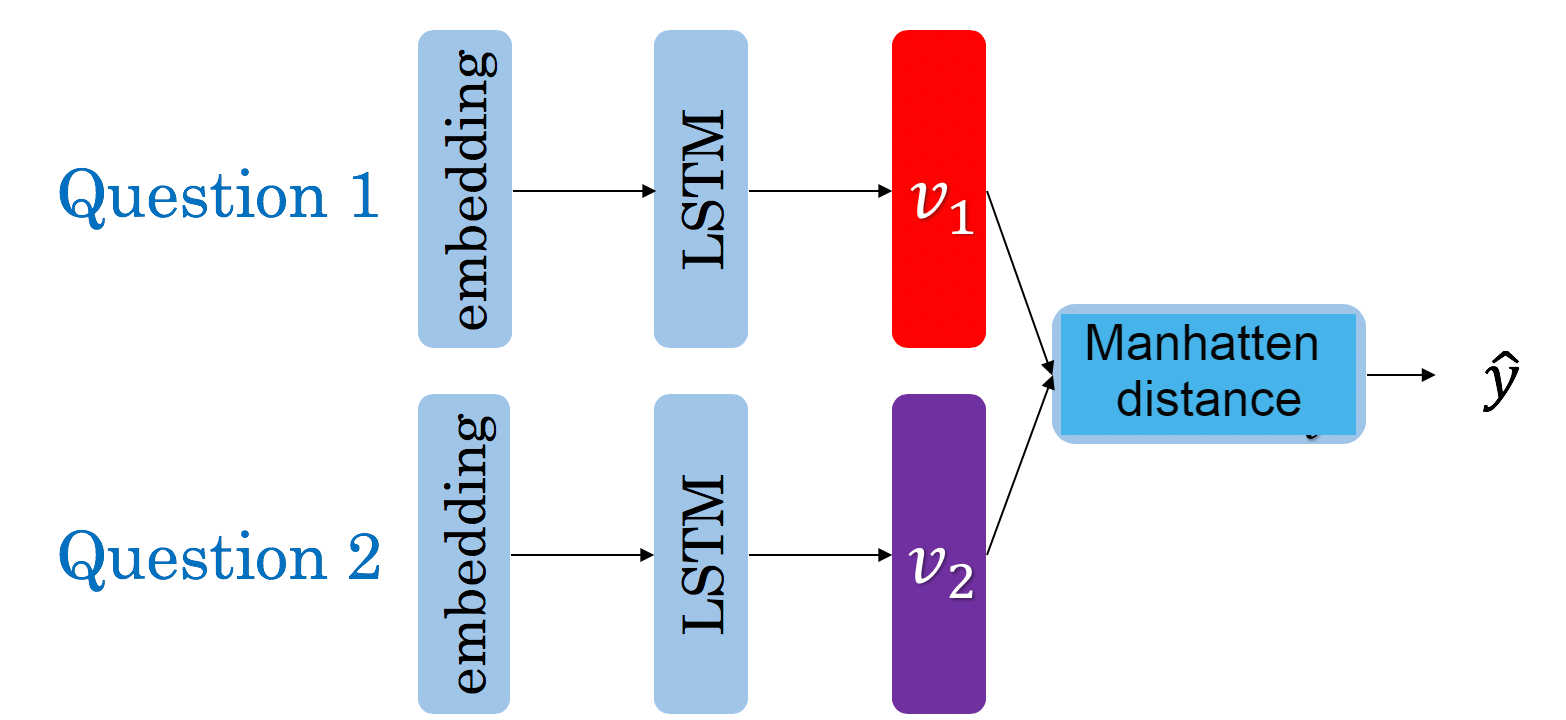 Question 1
embedding
LSTM
v₁
Question 2
embedding
LSTM
v₂
Manhatten
distance
ŷ